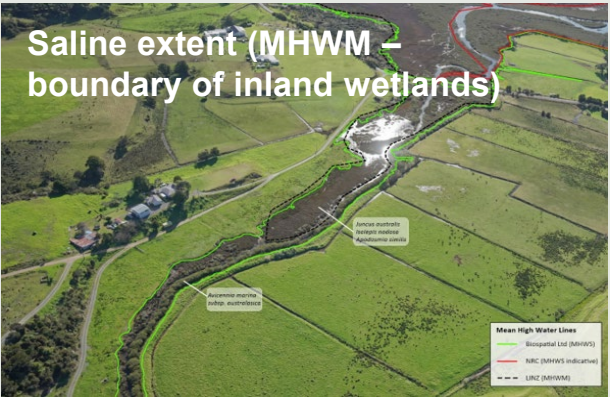 Saline extent (MHWM –
boundary of inland wetlands)
Juncus australis
Isolepis nodosa
Apodasmia similis
Avicennia marina
subsp. australasica
Mean High Water Lines
Biospatial Ltd (MHWS)
NRC (MHWS indicative)
LINZ (MHWM)